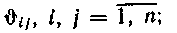 ϑ_{ij}, i, j = \overline{1, n};